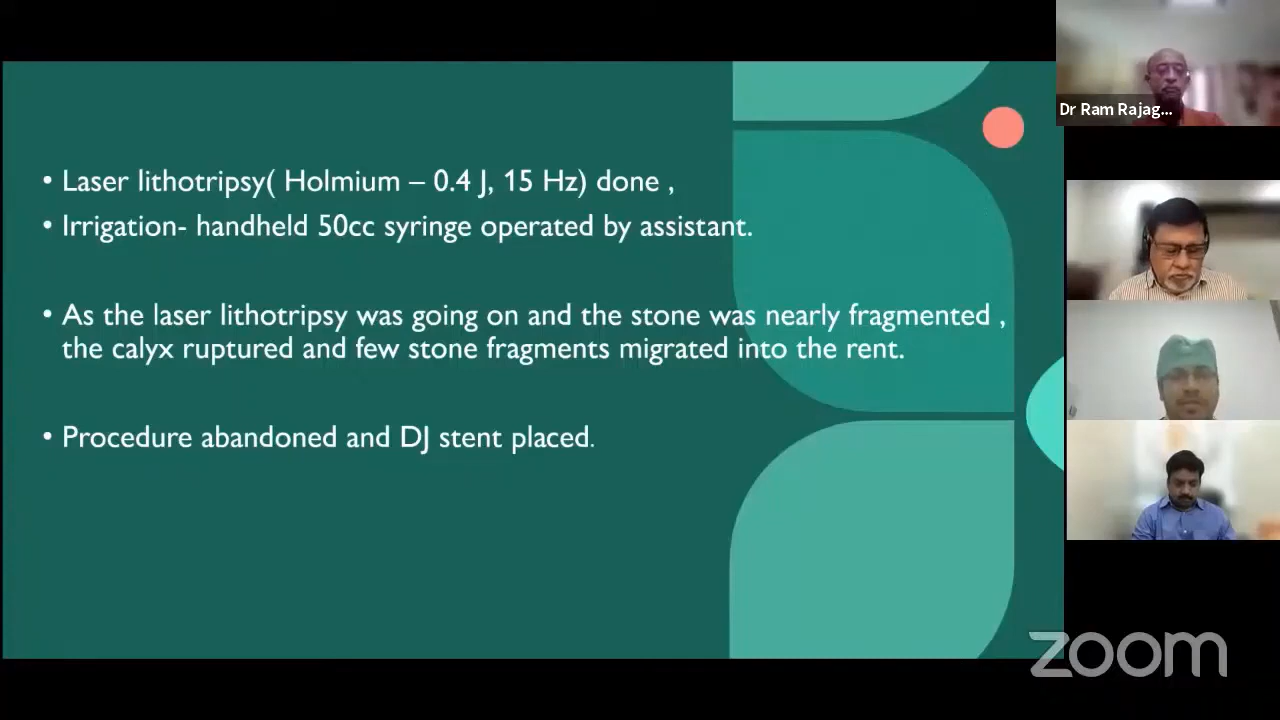 • Laser lithotripsy( Holmium – 0.4 J, 15 Hz) done ,
• Irrigation- handheld 50cc syringe operated by assistant.
• As the laser lithotripsy was going on and the stone was nearly fragmented ,
the calyx ruptured and few stone fragments migrated into the rent.
• Procedure abandoned and DJ stent placed.
Dr Ram Rajag...
zoom